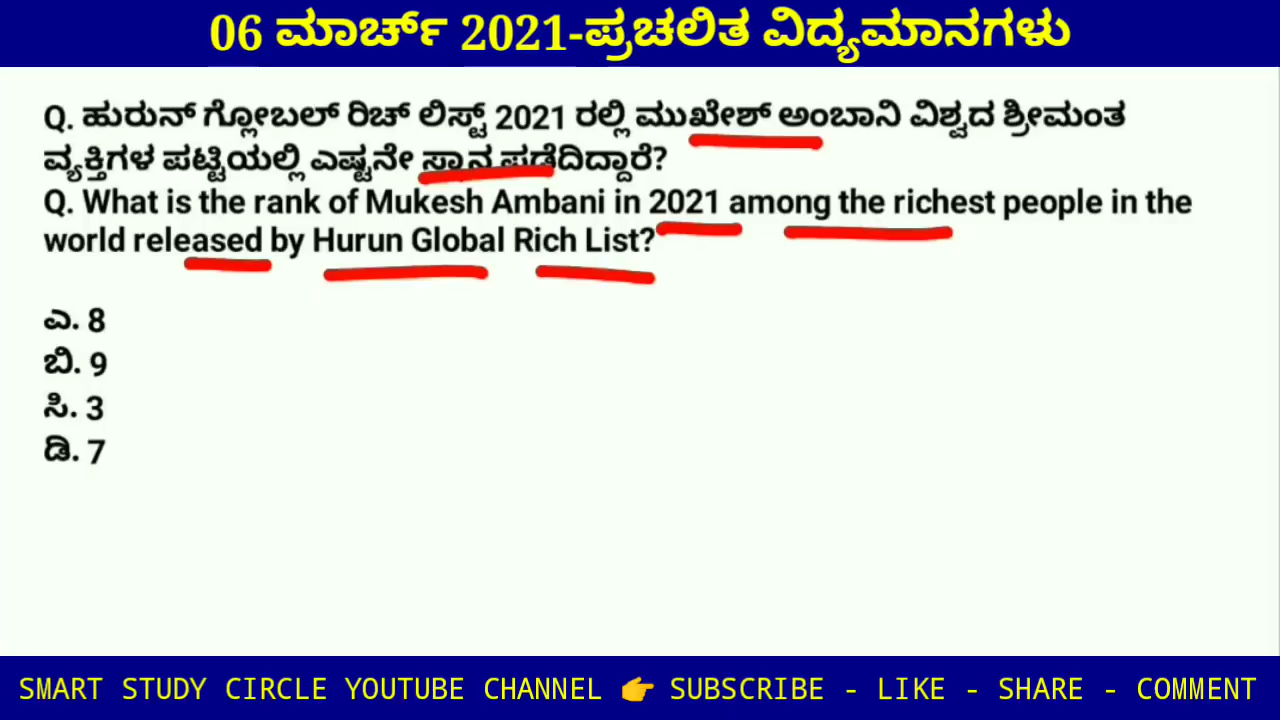 06 ಮಾರ್ಚ್ 2021-ಪ್ರಚಲಿತ ವಿದ್ಯಮಾನಗಳು
Q. ಹುರುನ್ ಗ್ಲೋಬಲ್ ರಿಚ್ ಲಿಸ್ಟ್ 2021 ರಲ್ಲಿ ಮುಖೇಶ್ ಅಂಬಾನಿ ವಿಶ್ವದ ಶ್ರೀಮಂತ
ವ್ಯಕ್ತಿಗಳ ಪಟ್ಟಿಯಲ್ಲಿ ಎಷ್ಟನೇ ಸ್ಥಾನ ಪಡೆದಿದ್ದಾರೆ?
Q. What is the rank of Mukesh Ambani in 2021 among the richest people in the
world released by Hurun Global Rich List?
ಎ. 8
ಬಿ. 9
ಸಿ. 3
ಡಿ. 7
SMART STUDY CIRCLE YOUTUBE CHANNEL 👉 SUBSCRIBE - LIKE - SHARE - COMMENT